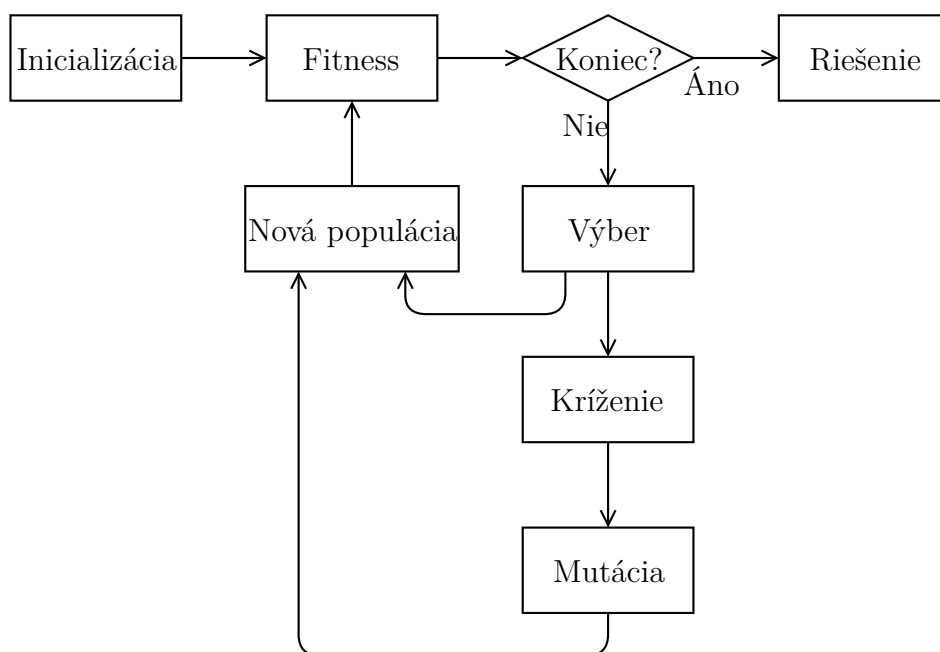 Inicializácia
Fitness
Koniec?
Riešenie
Áno
Nie
Nová populácia
Výber
Kríženie
Mutácia